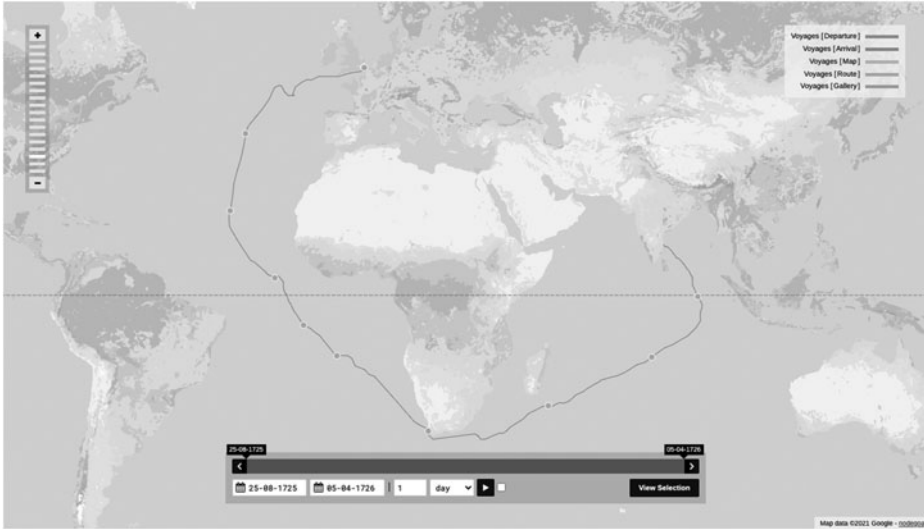 +
Voyages [Departure]
Voyages [Arrival]
Voyages [Map]
Voyages [Route]
Voyages [Gallery]
−
25-08-1725
05-04-1726
25-08-1725 05-04-1726 | 1 day View Selection
Map data ©2021 Google -